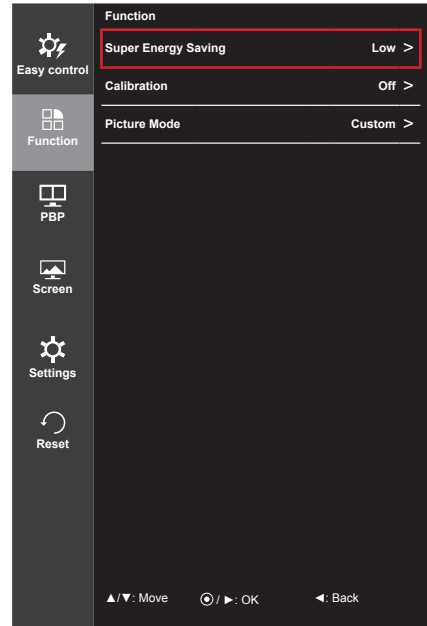 Function
Super Energy Saving Low >
Easy control
Calibration Off >
Picture Mode Custom >
Function
PBP
Screen
Settings
Reset
▲/▼: Move ◉/ ►: OK ◄: Back